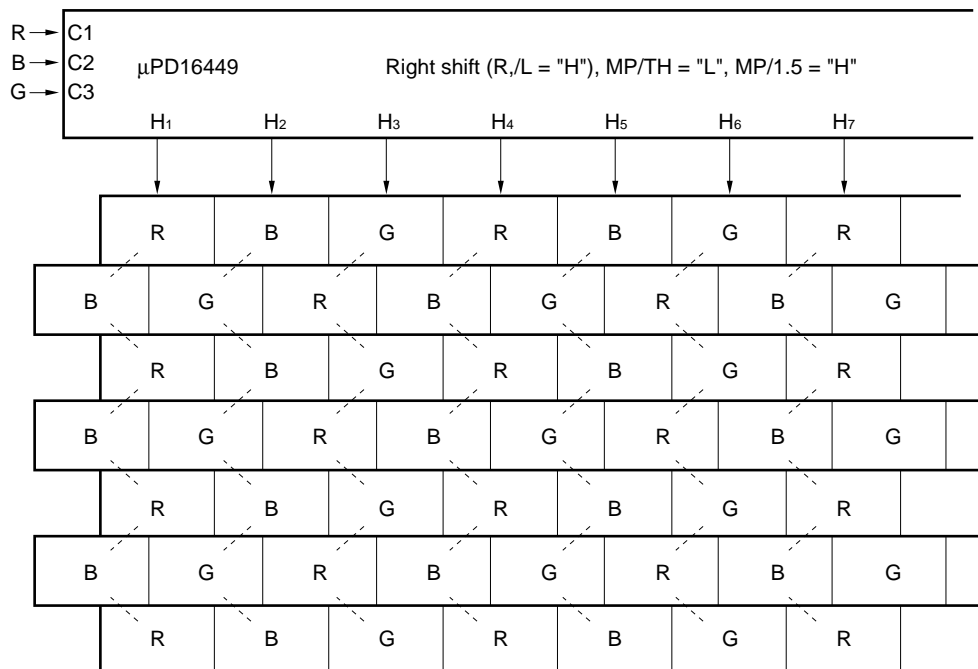 R C1
B C2 μPD16449 Right shift (R,/L = "H"), MP/TH = "L", MP/1.5 = "H"
G C3
H1 H2 H3 H4 H5 H6 H7
R B G R B G R
B G R B G R B G
R B G R B G R
B G R B G R B G
R B G R B G R
B G R B G R B G
R B G R B G R